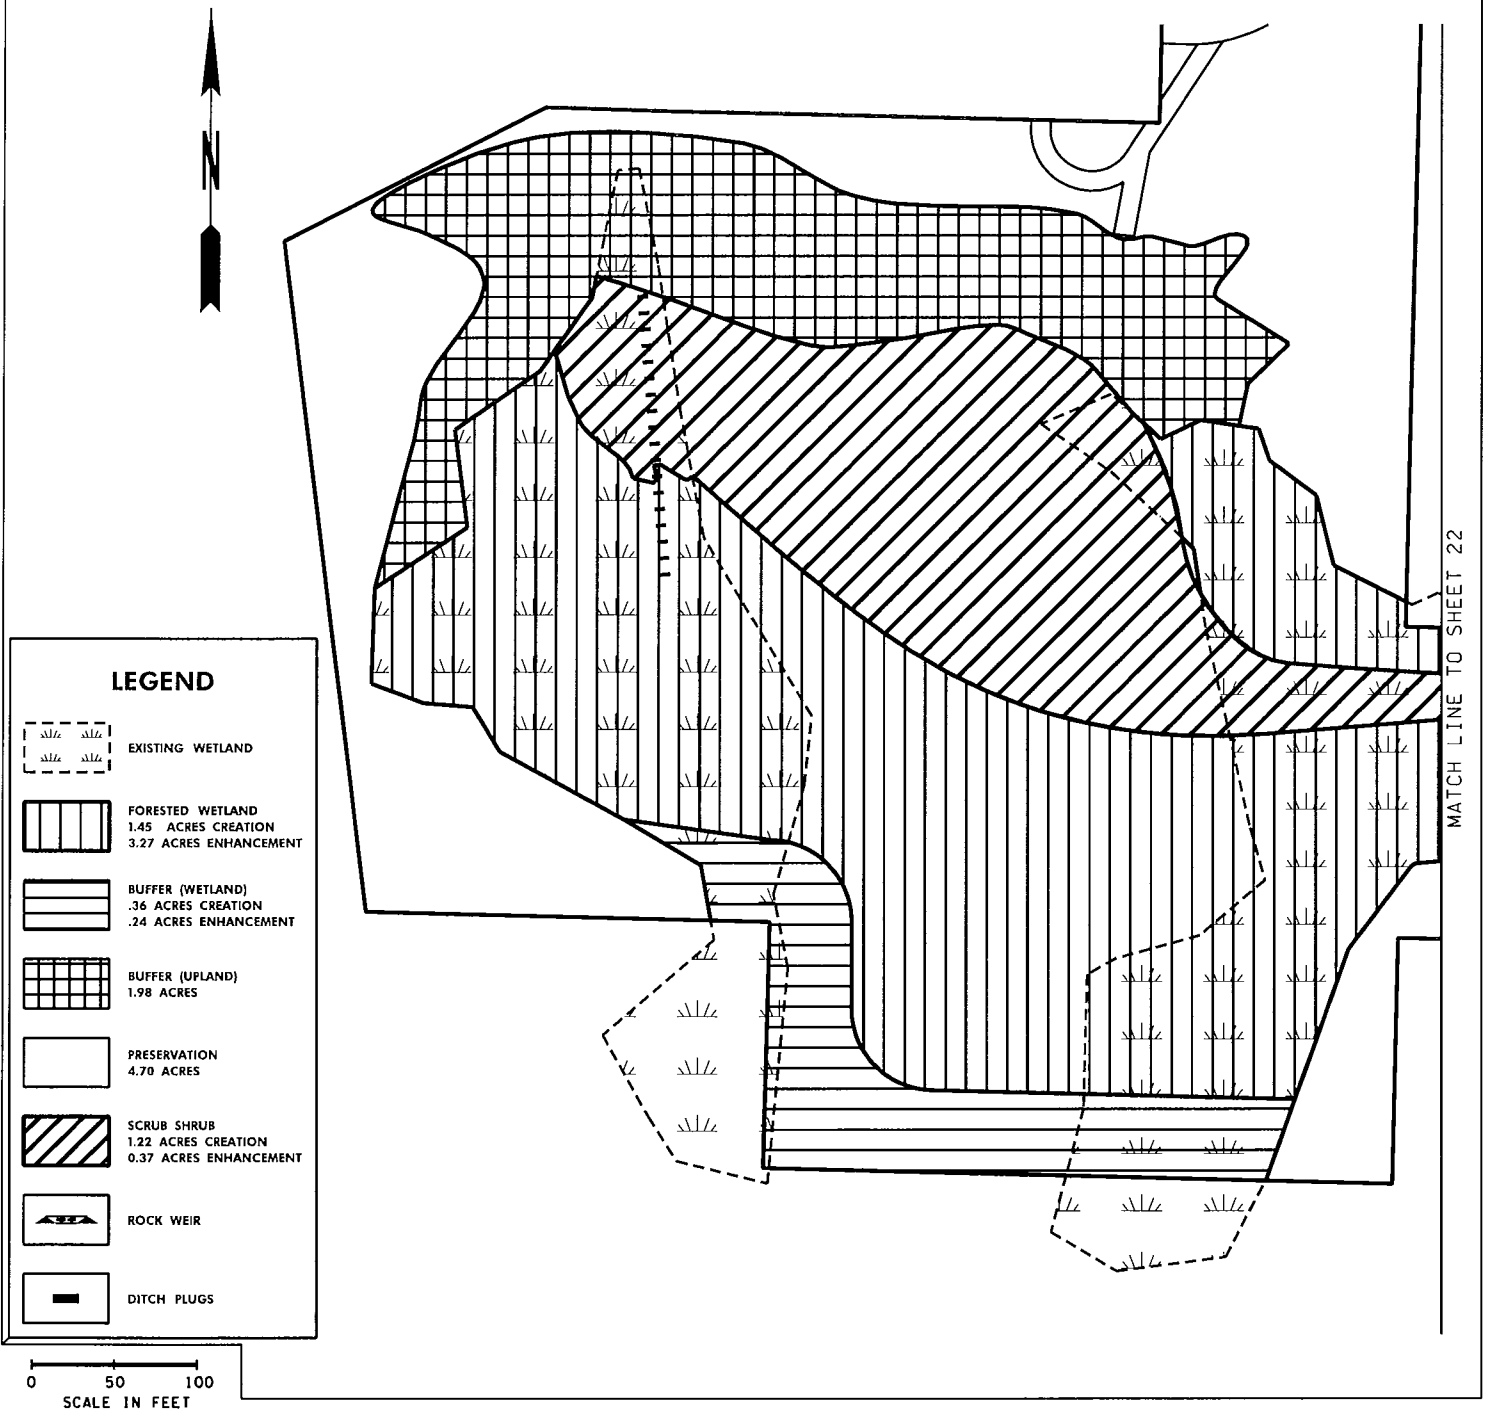 N
MATCH LINE TO SHEET 22
LEGEND
EXISTING WETLAND
FORESTED WETLAND
1.45 ACRES CREATION
3.27 ACRES ENHANCEMENT
BUFFER (WETLAND)
.36 ACRES CREATION
.24 ACRES ENHANCEMENT
BUFFER (UPLAND)
1.98 ACRES
PRESERVATION
4.70 ACRES
SCRUB SHRUB
1.22 ACRES CREATION
0.37 ACRES ENHANCEMENT
ROCK WEIR
DITCH PLUGS
0 50 100
SCALE IN FEET